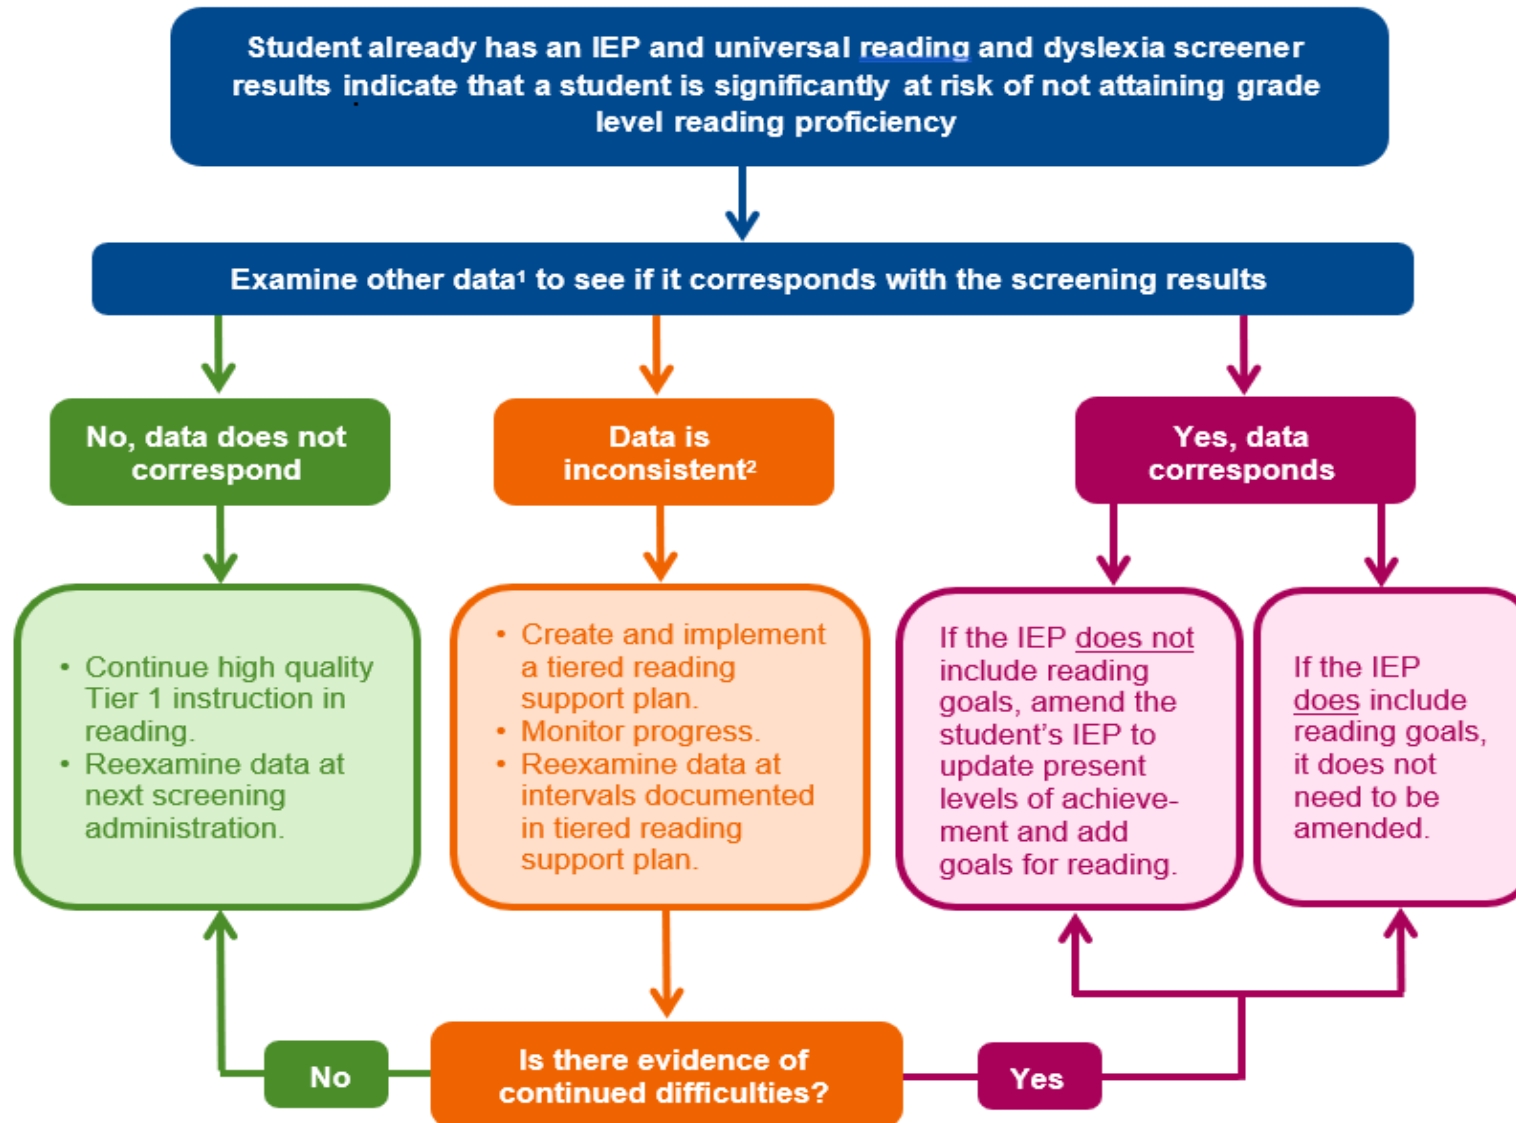 Student already has an IEP and universal reading and dyslexia screener
results indicate that a student is significantly at risk of not attaining grade
level reading proficiency
Examine other data¹ to see if it corresponds with the screening results
No, data does not
correspond
Data is
inconsistent²
Yes, data
corresponds
• Continue high quality
Tier 1 instruction in
reading.
• Reexamine data at
next screening
administration.
• Create and implement
a tiered reading
support plan.
• Monitor progress.
• Reexamine data at
intervals documented
in tiered reading
support plan.
If the IEP does not
include reading
goals, amend the
student's IEP to
update present
levels of achieve-
ment and add
goals for reading.
If the IEP
does include
reading goals,
it does not
need to be
amended.
No
Is there evidence of
continued difficulties?
Yes